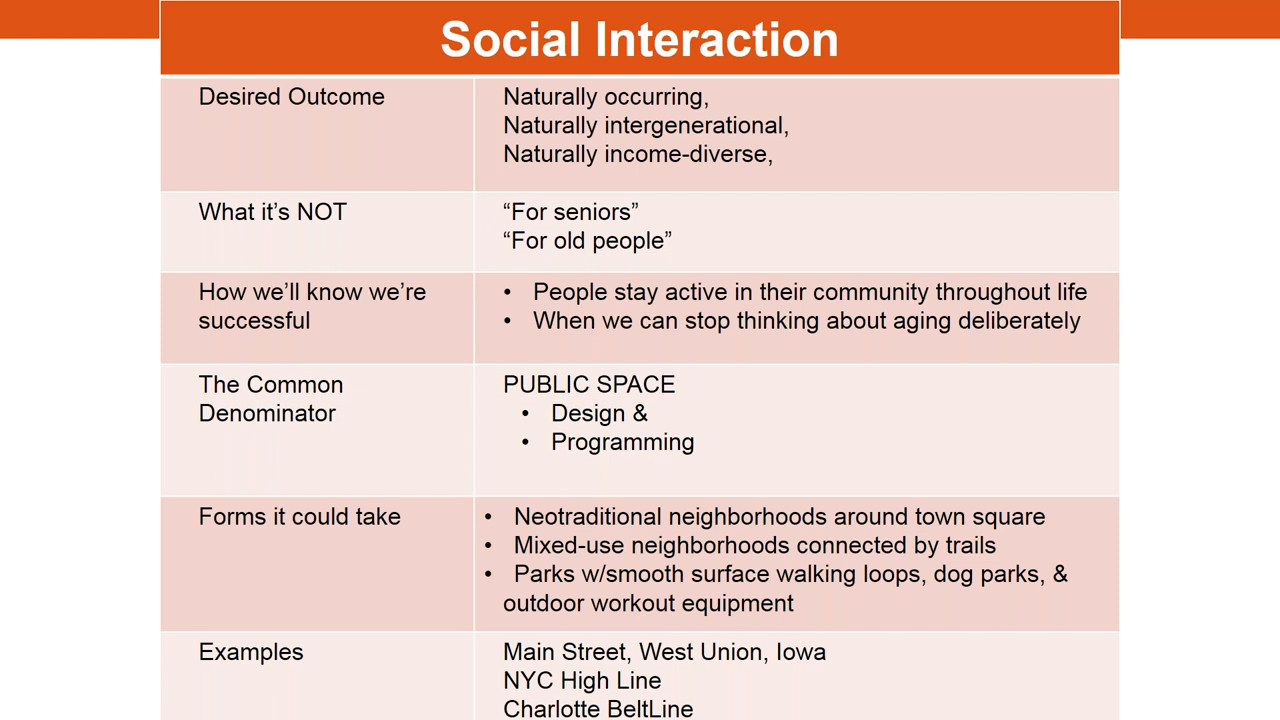 Social Interaction
Desired Outcome
Naturally occurring,
Naturally intergenerational,
Naturally income-diverse,
What it’s NOT
“For seniors”
“For old people”
How we’ll know we’re
successful
• People stay active in their community throughout life
• When we can stop thinking about aging deliberately
The Common
Denominator
PUBLIC SPACE
• Design &
• Programming
Forms it could take
• Neotraditional neighborhoods around town square
• Mixed-use neighborhoods connected by trails
• Parks w/smooth surface walking loops, dog parks, &
outdoor workout equipment
Examples
Main Street, West Union, Iowa
NYC High Line
Charlotte BeltLine